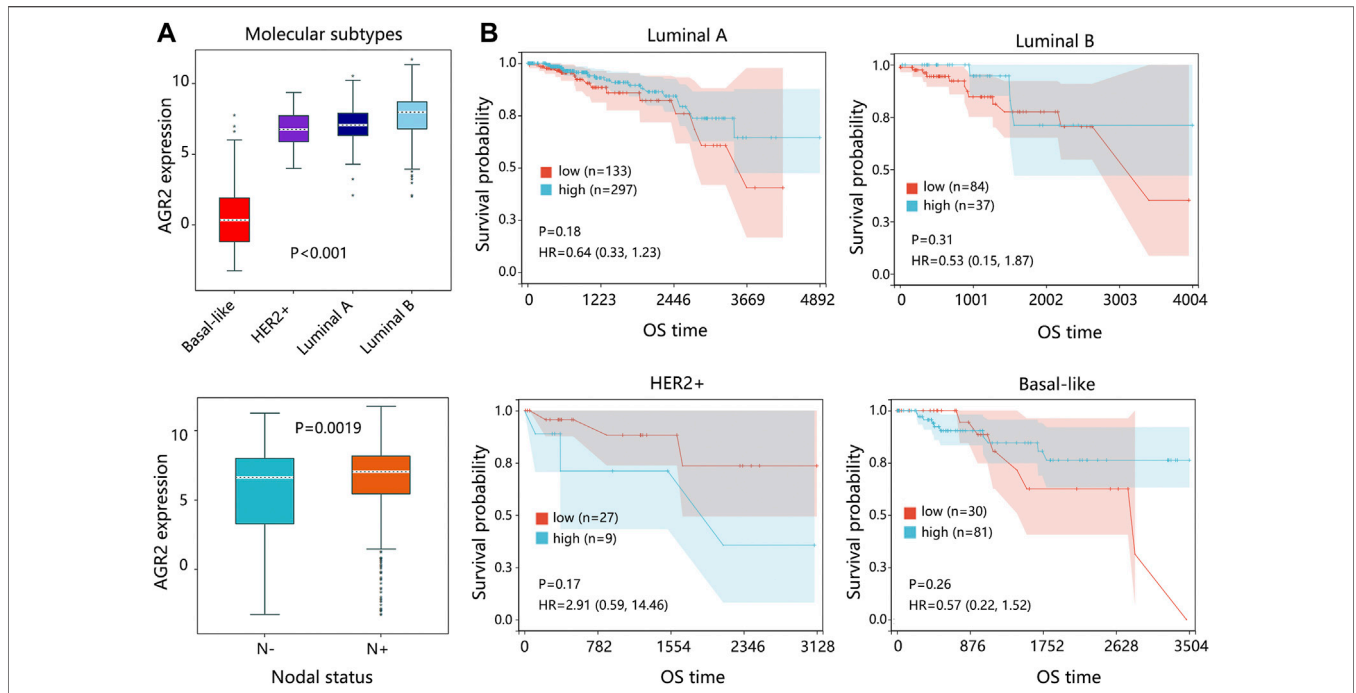 A
Molecular subtypes
AGR2 expression
10
5
0
P<0.001
Basal-like
HER2+
Luminal A
Luminal B
AGR2 expression
10
5
0
P=0.0019
N-
N+
Nodal status
B
Luminal A
Survival probability
1.0
0.8
0.5
0.3
0.0
low (n=133)
high (n=297)
P=0.18
HR=0.64 (0.33, 1.23)
0 1223 2446 3669 4892
OS time
Luminal B
Survival probability
1.0
0.8
0.5
0.3
0.0
low (n=84)
high (n=37)
P=0.31
HR=0.53 (0.15, 1.87)
0 1001 2002 3003 4004
OS time
HER2+
Survival probability
1.0
0.8
0.5
0.3
0.0
low (n=27)
high (n=9)
P=0.17
HR=2.91 (0.59, 14.46)
0 782 1554 2346 3128
OS time
Basal-like
Survival probability
1.0
0.8
0.5
0.3
0.0
low (n=30)
high (n=81)
P=0.26
HR=0.57 (0.22, 1.52)
0 876 1752 2628 3504
OS time